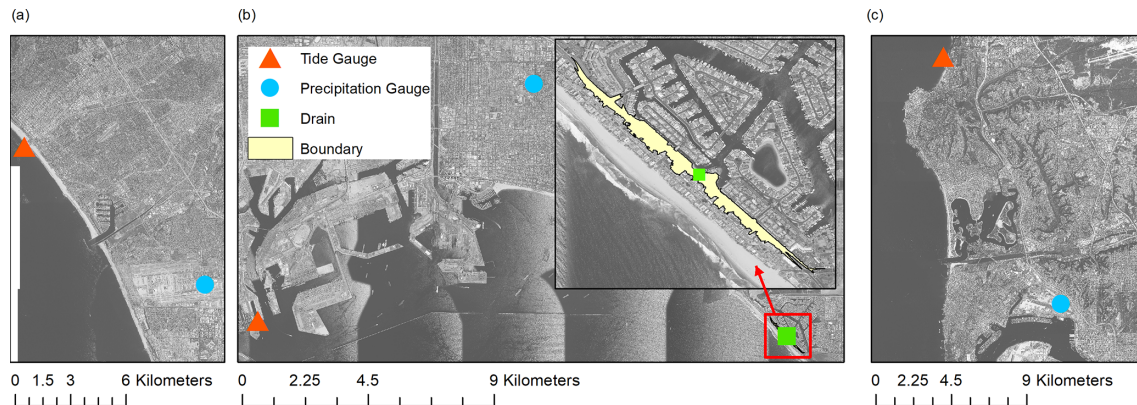 (a)
(b)
(c)
Tide Gauge
Precipitation Gauge
Drain
Boundary
0 1.5 3 6 Kilometers
0 2.25 4.5 9 Kilometers
0 2.25 4.5 9 Kilometers